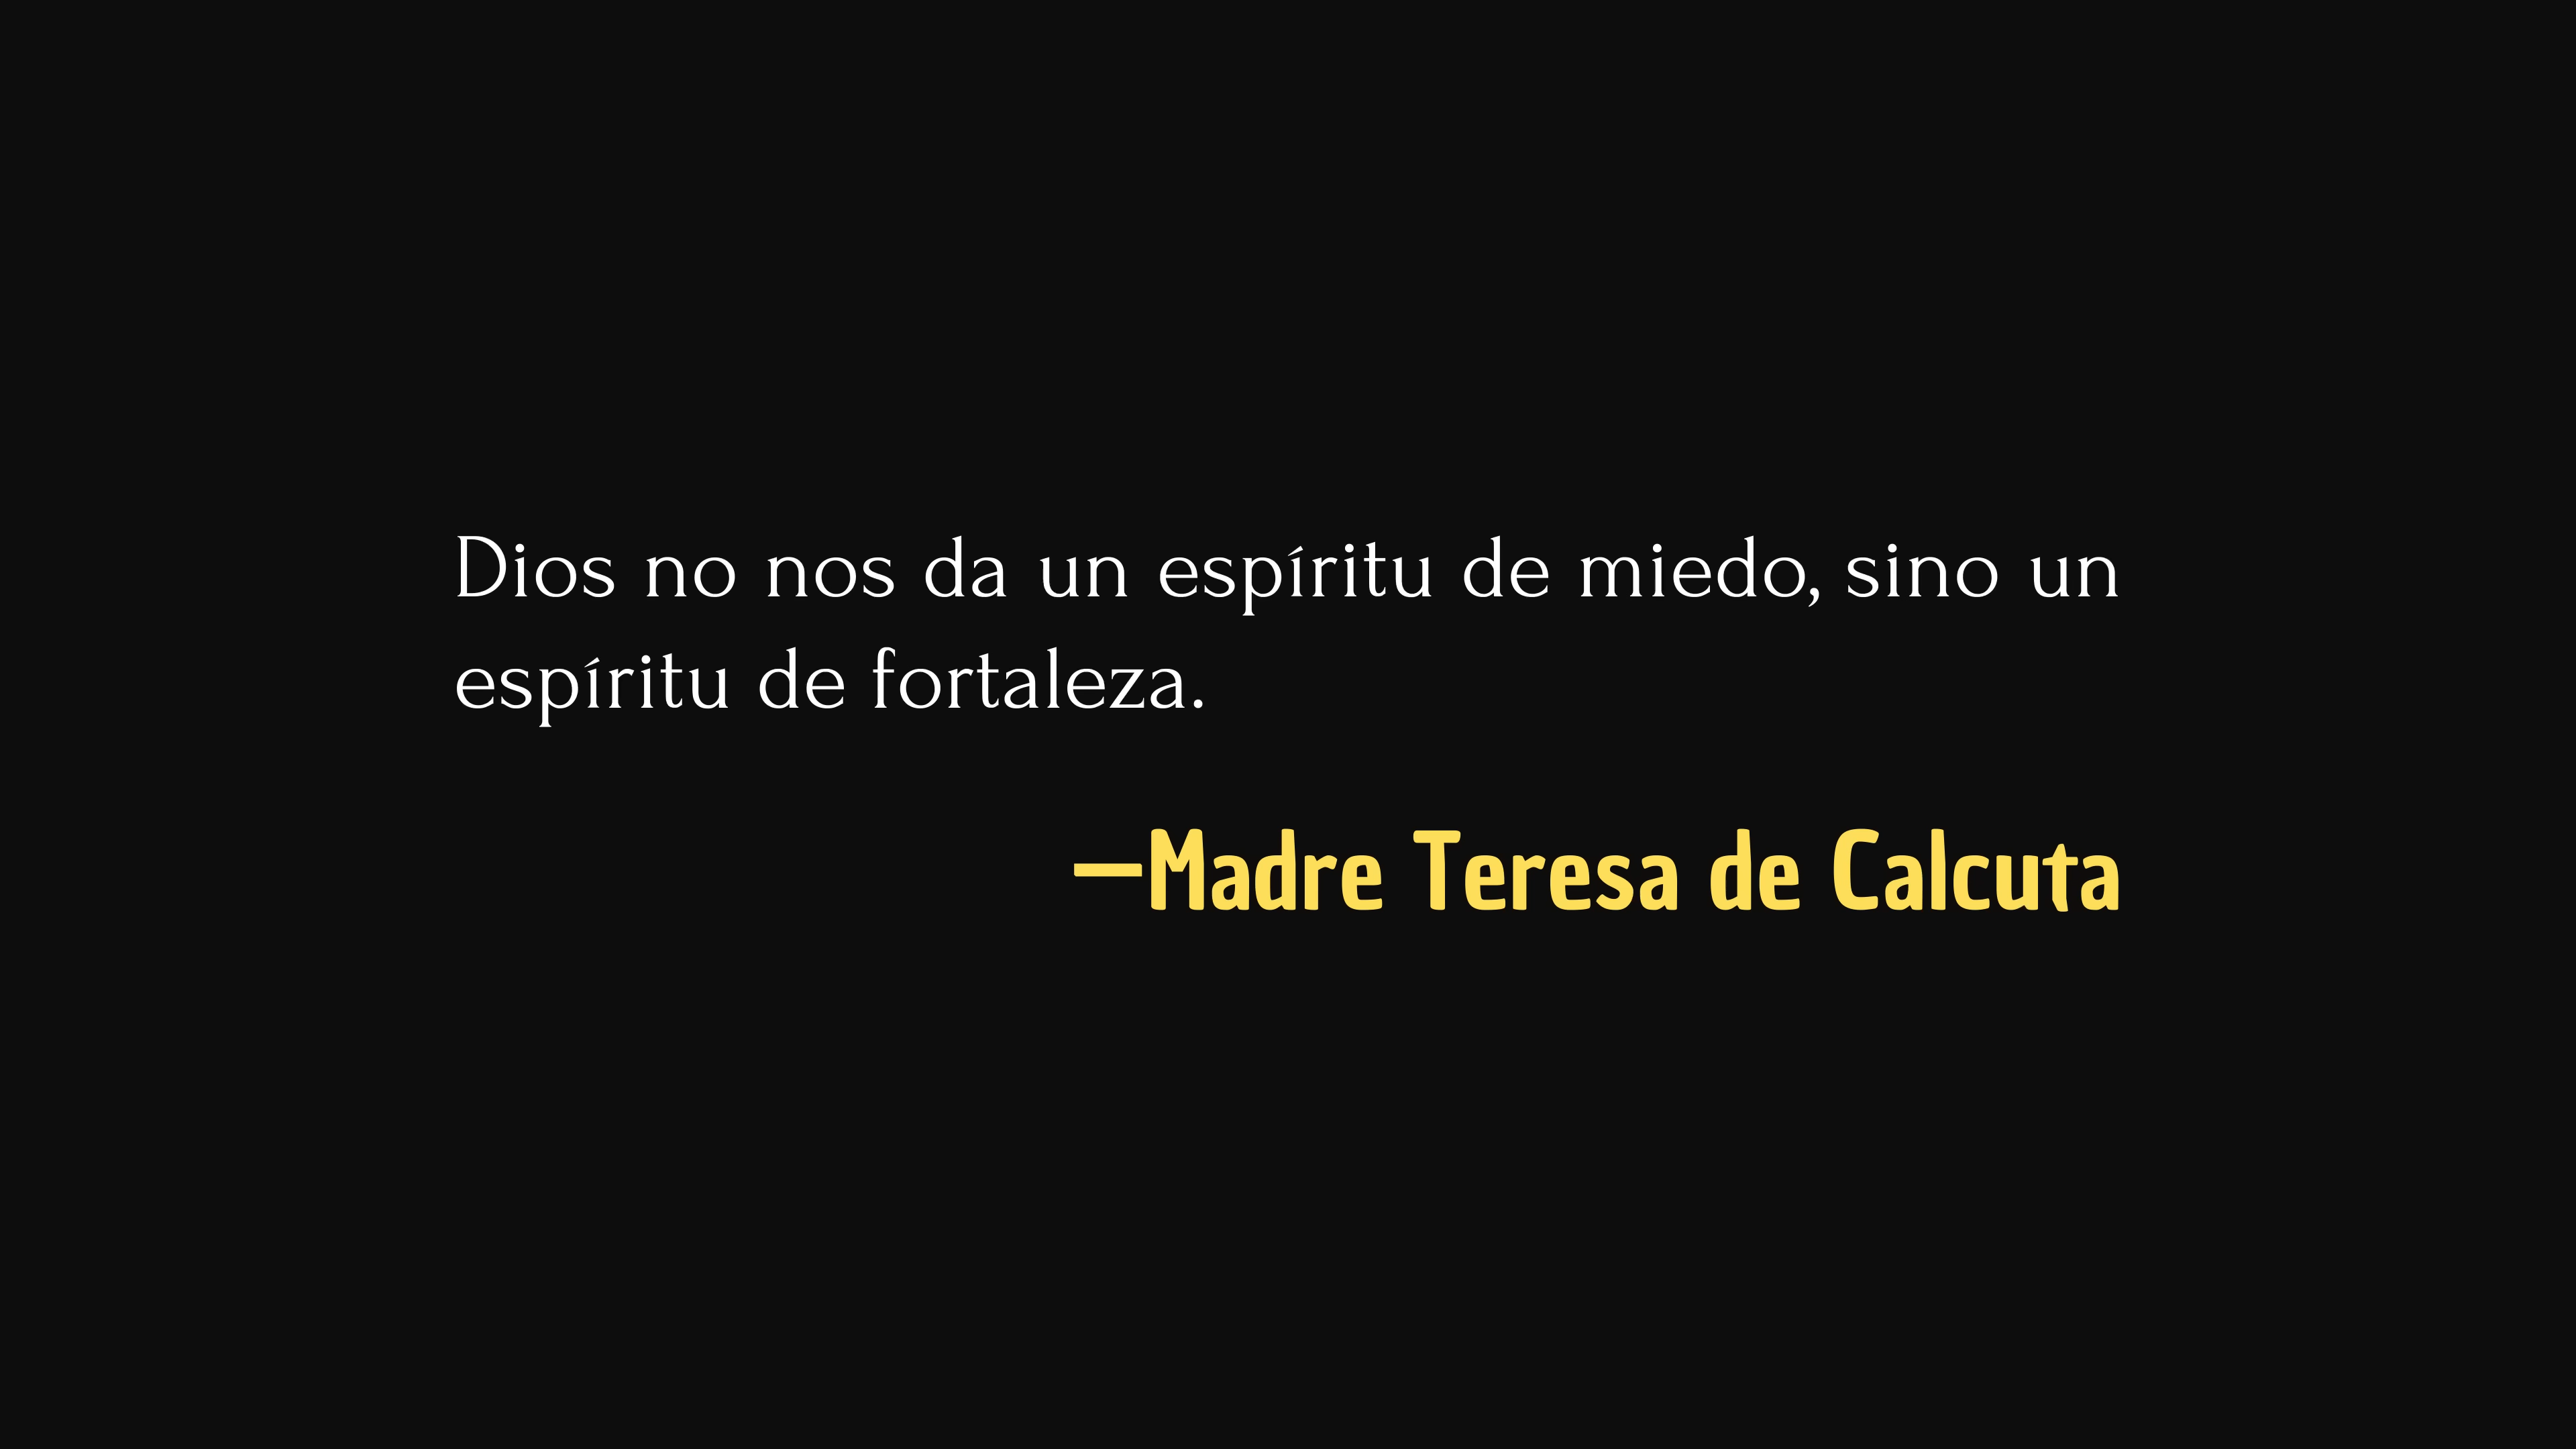 Dios no nos da un espíritu de miedo, sino un
espíritu de fortaleza.
—Madre Teresa de Calcuta